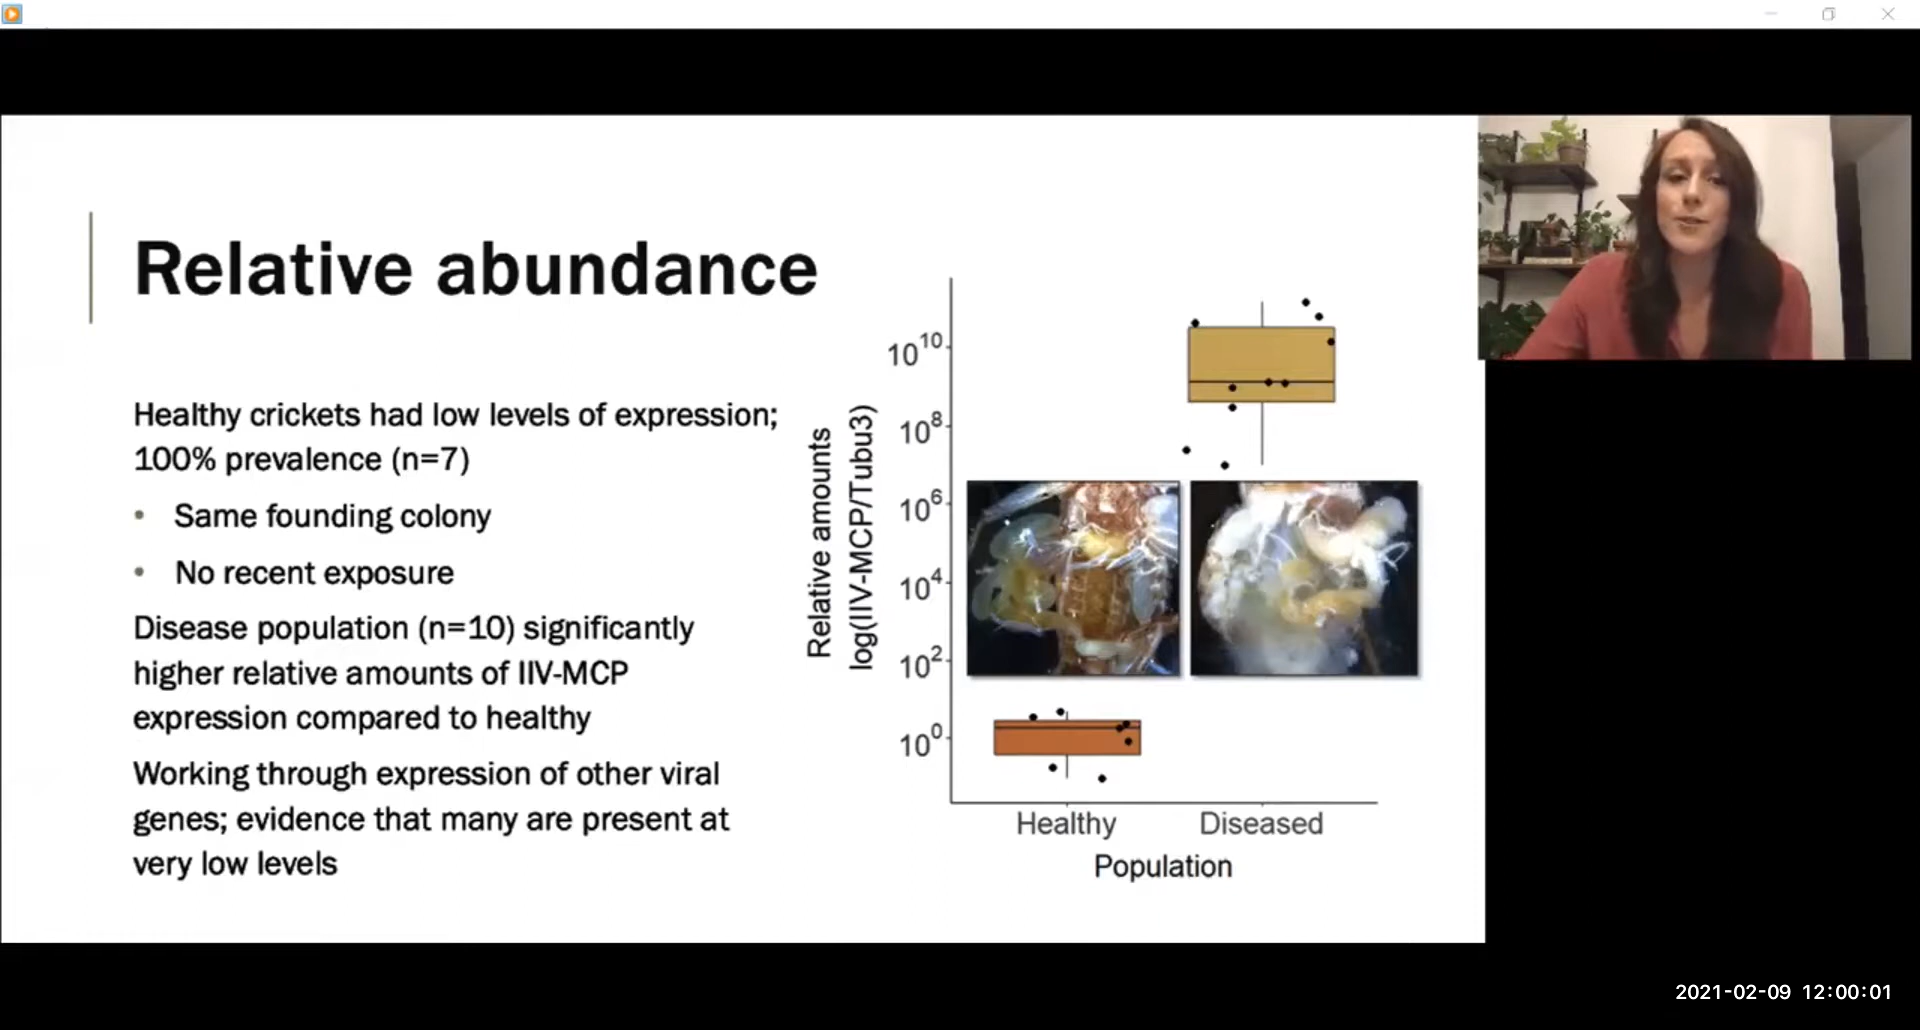 Relative abundance
Healthy crickets had low levels of expression;
100% prevalence (n=7)
• Same founding colony
• No recent exposure
Disease population (n=10) significantly
higher relative amounts of IIV-MCP
expression compared to healthy
Working through expression of other viral
genes; evidence that many are present at
very low levels
Relative amounts
log(IIV-MCP/Tubu3)
10^10
10^8
10^6
10^4
10^2
10^0
Healthy Diseased
Population
2021-02-09 12:00:01